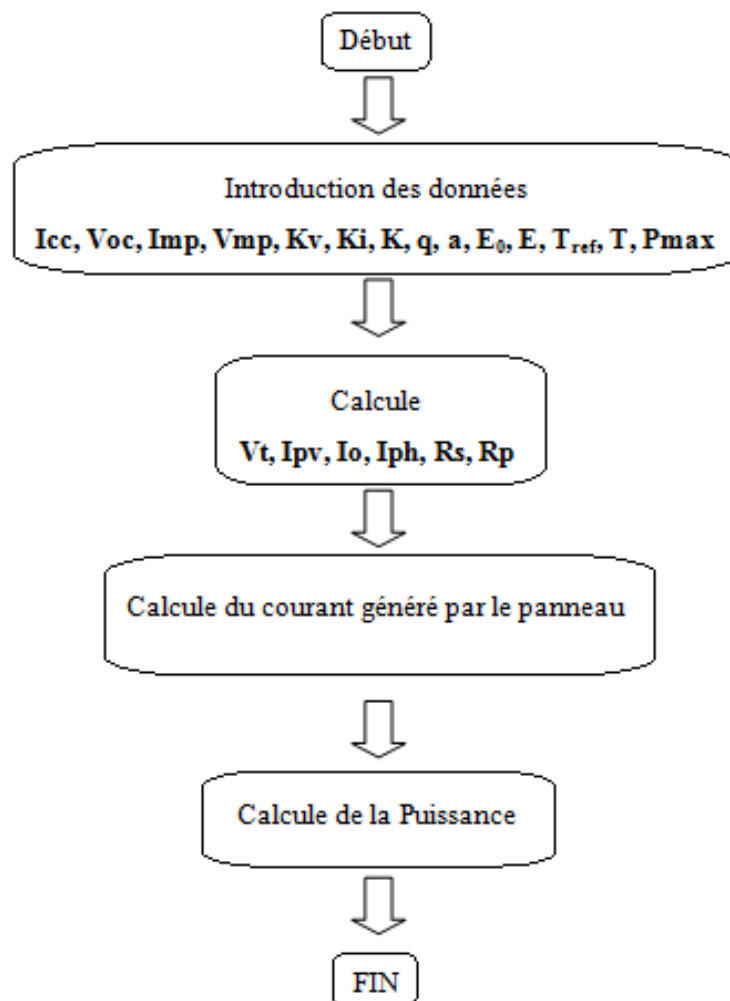 Début
Introduction des données
Icc, Voc, Imp, Vmp, Kv, Ki, K, q, a, E₀, E, Tref, T, Pmax
Calcule
Vt, Ipv, Io, Iph, Rs, Rp
Calcule du courant généré par le panneau
Calcule de la Puissance
FIN